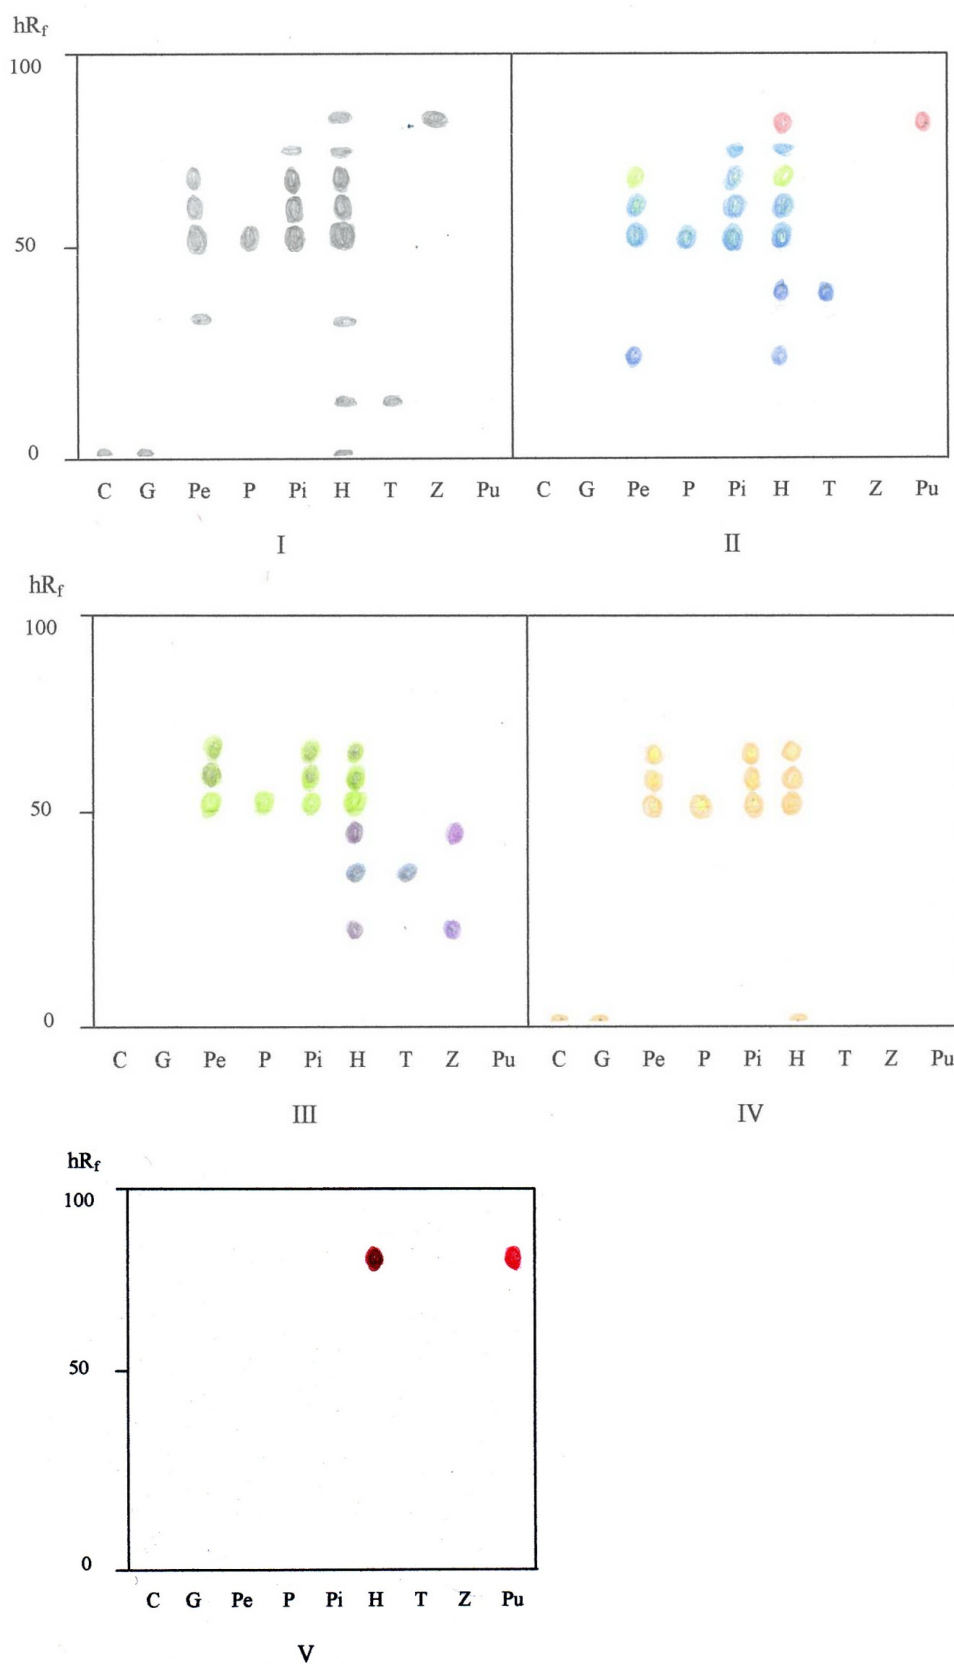 hRf
100
50
0
C G Pe P Pi H T Z Pu C G Pe P Pi H T Z Pu
I II
hRf
100
50
0
C G Pe P Pi H T Z Pu C G Pe P Pi H T Z Pu
III IV
hRf
100
50
0
C G Pe P Pi H T Z Pu
V